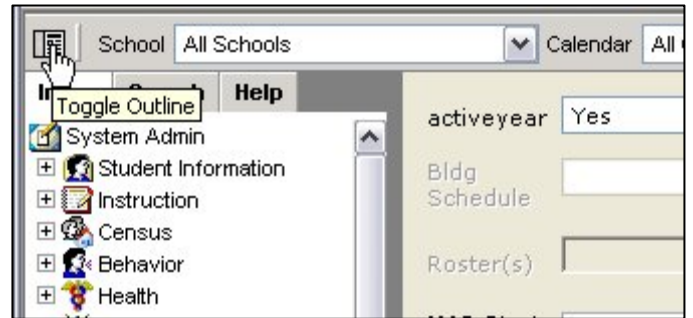 School All Schools Calendar All
Help
Toggle Outline
System Admin
activeyear Yes
Student Information
Bldg Schedule
Instruction
Census
Behavior
Roster(s)
Health